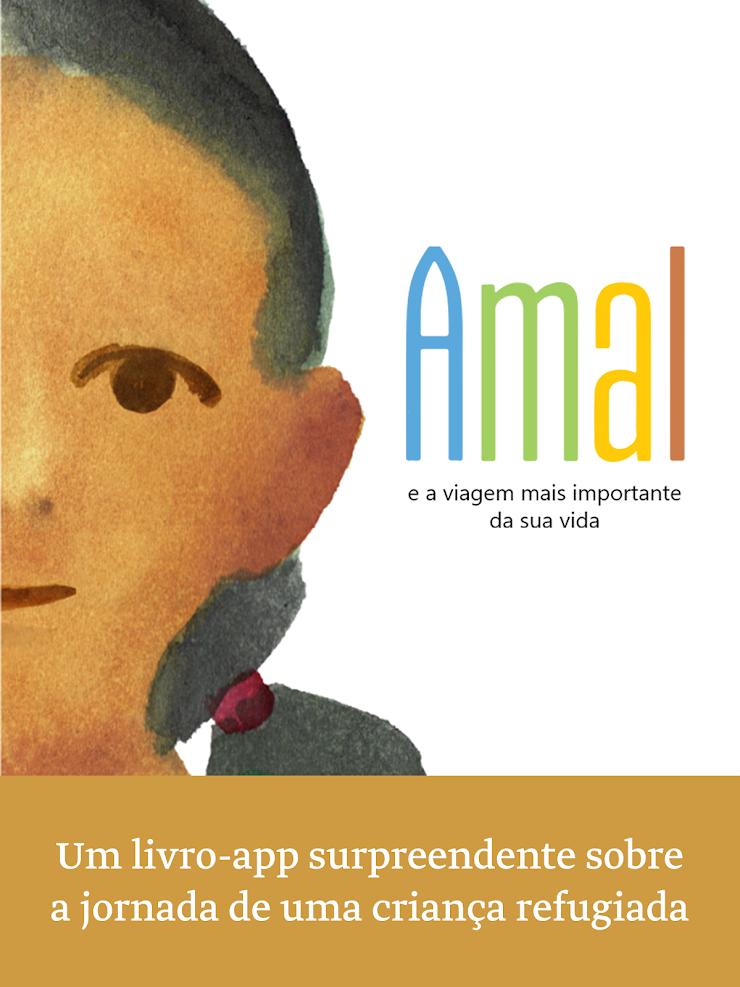 Amal
e a viagem mais importante
da sua vida
Um livro-app surpreendente sobre
a jornada de uma criança refugiada